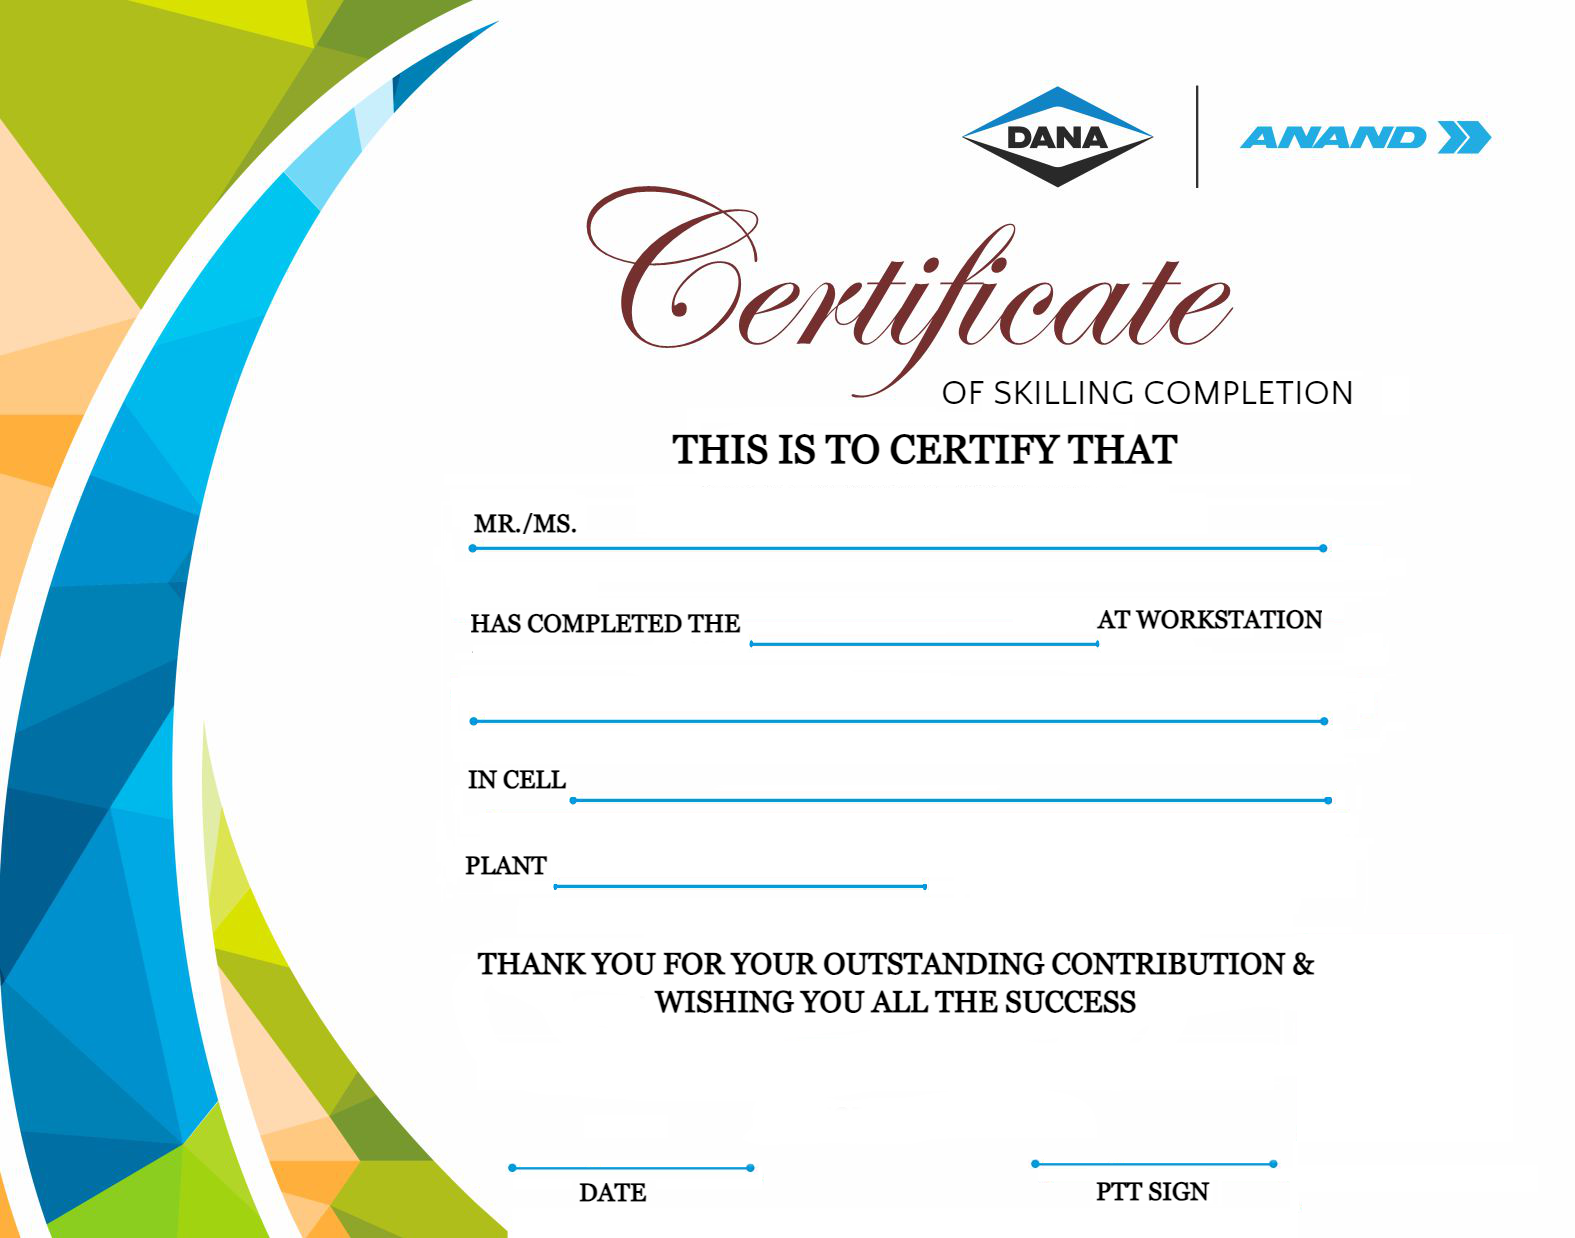 DANA
ANAND
Certificate
OF SKILLING COMPLETION
THIS IS TO CERTIFY THAT
MR./MS.
HAS COMPLETED THE AT WORKSTATION
IN CELL
PLANT
THANK YOU FOR YOUR OUTSTANDING CONTRIBUTION &
WISHING YOU ALL THE SUCCESS
DATE PTT SIGN